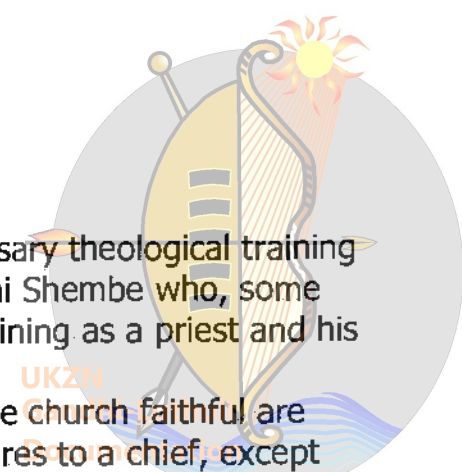 sary theological training
ni Shembe who, some
ining as a priest and his
UKZN
e church faithful are
res to a chief, except